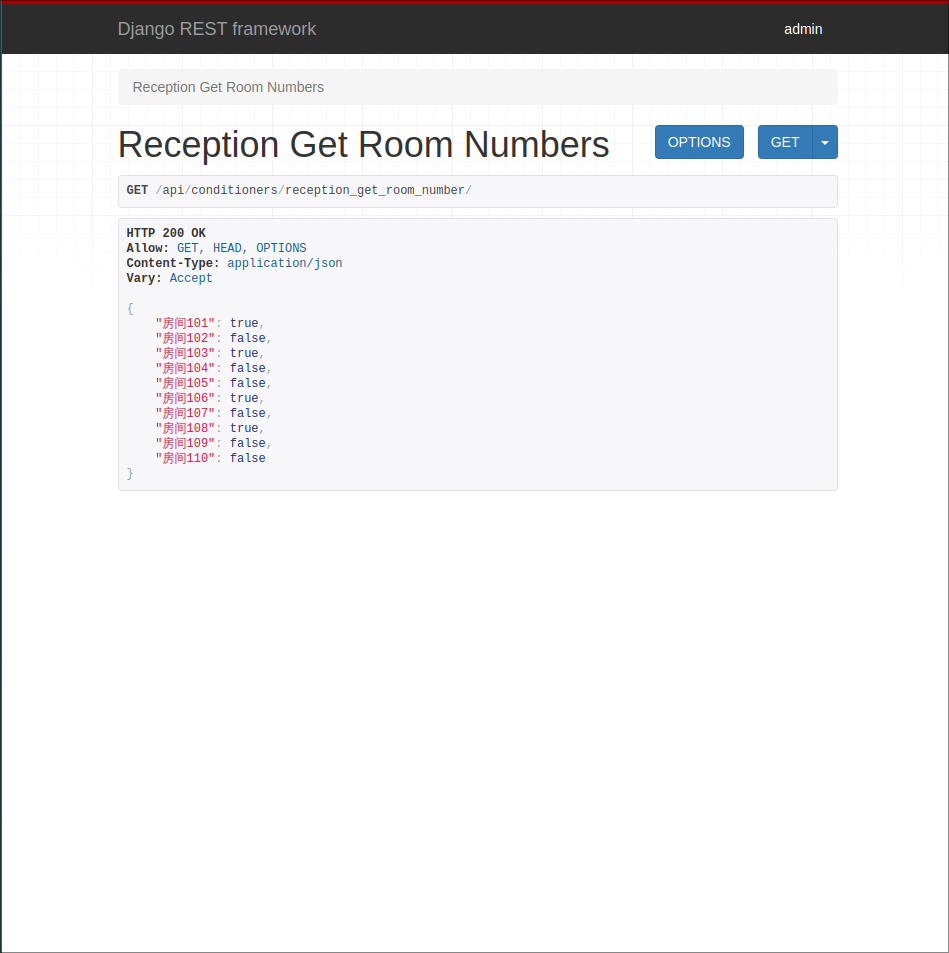 Django REST framework
admin
Reception Get Room Numbers
Reception Get Room Numbers
OPTIONS
GET
GET /api/conditioners/reception_get_room_number/
HTTP 200 OK
Allow: GET, HEAD, OPTIONS
Content-Type: application/json
Vary: Accept
{
    "房间101": true,
    "房间102": false,
    "房间103": true,
    "房间104": false,
    "房间105": false,
    "房间106": true,
    "房间107": false,
    "房间108": true,
    "房间109": false,
    "房间110": false
}